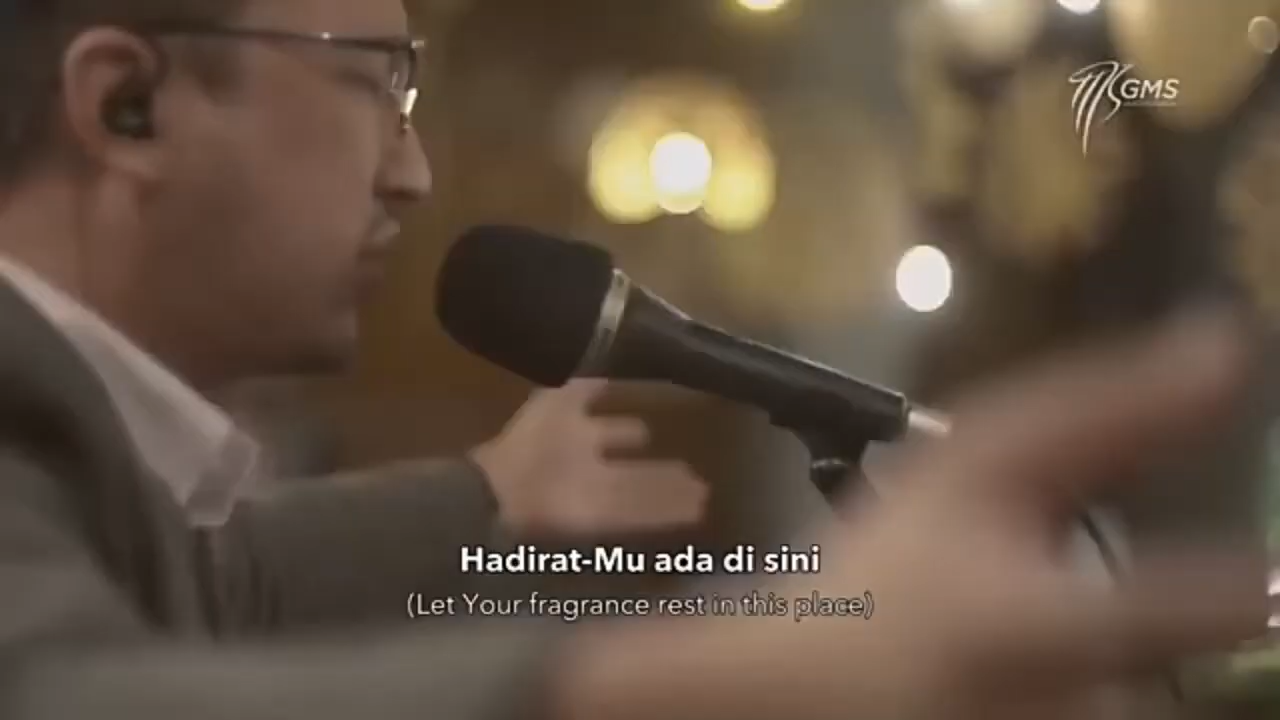 GMS
Hadirat-Mu ada di sini
(Let Your fragrance rest in this place)